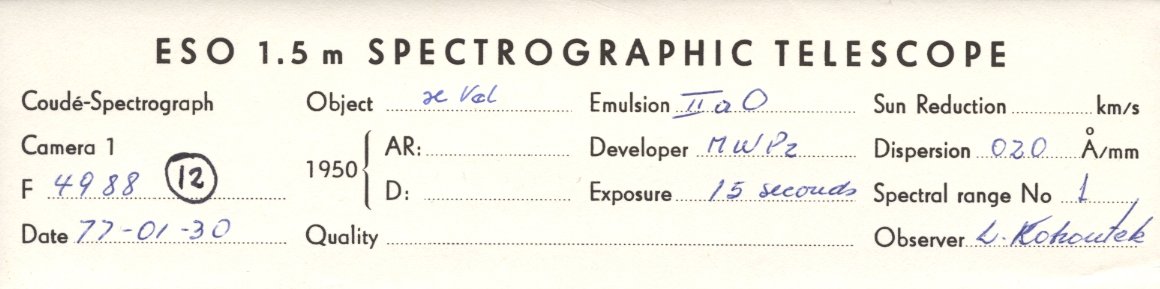 ESO 1.5 m SPECTROGRAPHIC TELESCOPE
Coudé-Spectrograph Object ϰ Vel Emulsion II a O Sun Reduction km/s
Camera 1 1950 AR: Developer MWP2 Dispersion 020 Å/mm
F 4988 12 D: Exposure 15 seconds Spectral range No 1
Date 77-01-30 Quality Observer L. Kohoutek